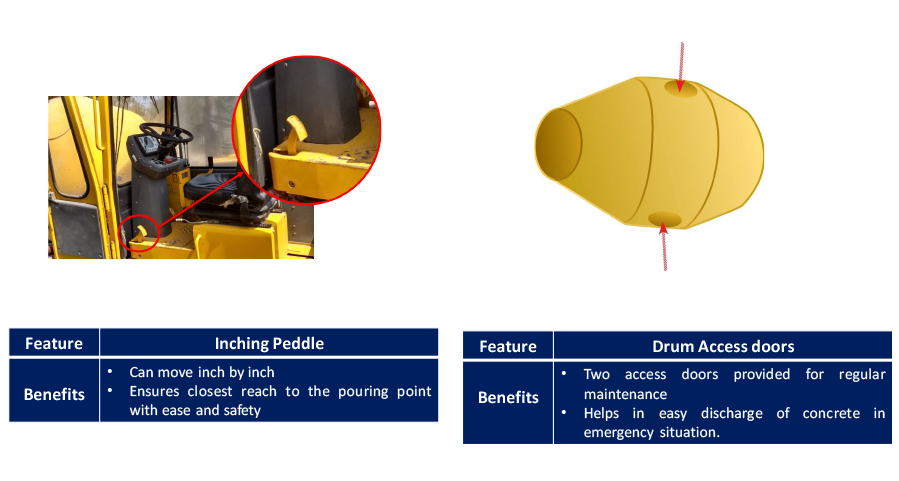 Feature
Inching Peddle
Benefits
• Can move inch by inch
• Ensures closest reach to the pouring point
with ease and safety
Feature
Drum Access doors
Benefits
• Two access doors provided for regular
maintenance
• Helps in easy discharge of concrete in
emergency situation.